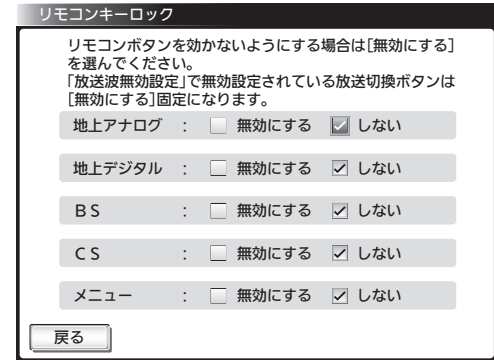 リモコンキーロック
リモコンボタンを効かないようにする場合は[無効にする]
を選んでください。
「放送波無効設定」で無効設定されている放送切換ボタンは
[無効にする]固定になります。
地上アナログ : 無効にする しない
地上デジタル : 無効にする しない
BS : 無効にする しない
CS : 無効にする しない
メニュー : 無効にする しない
戻る